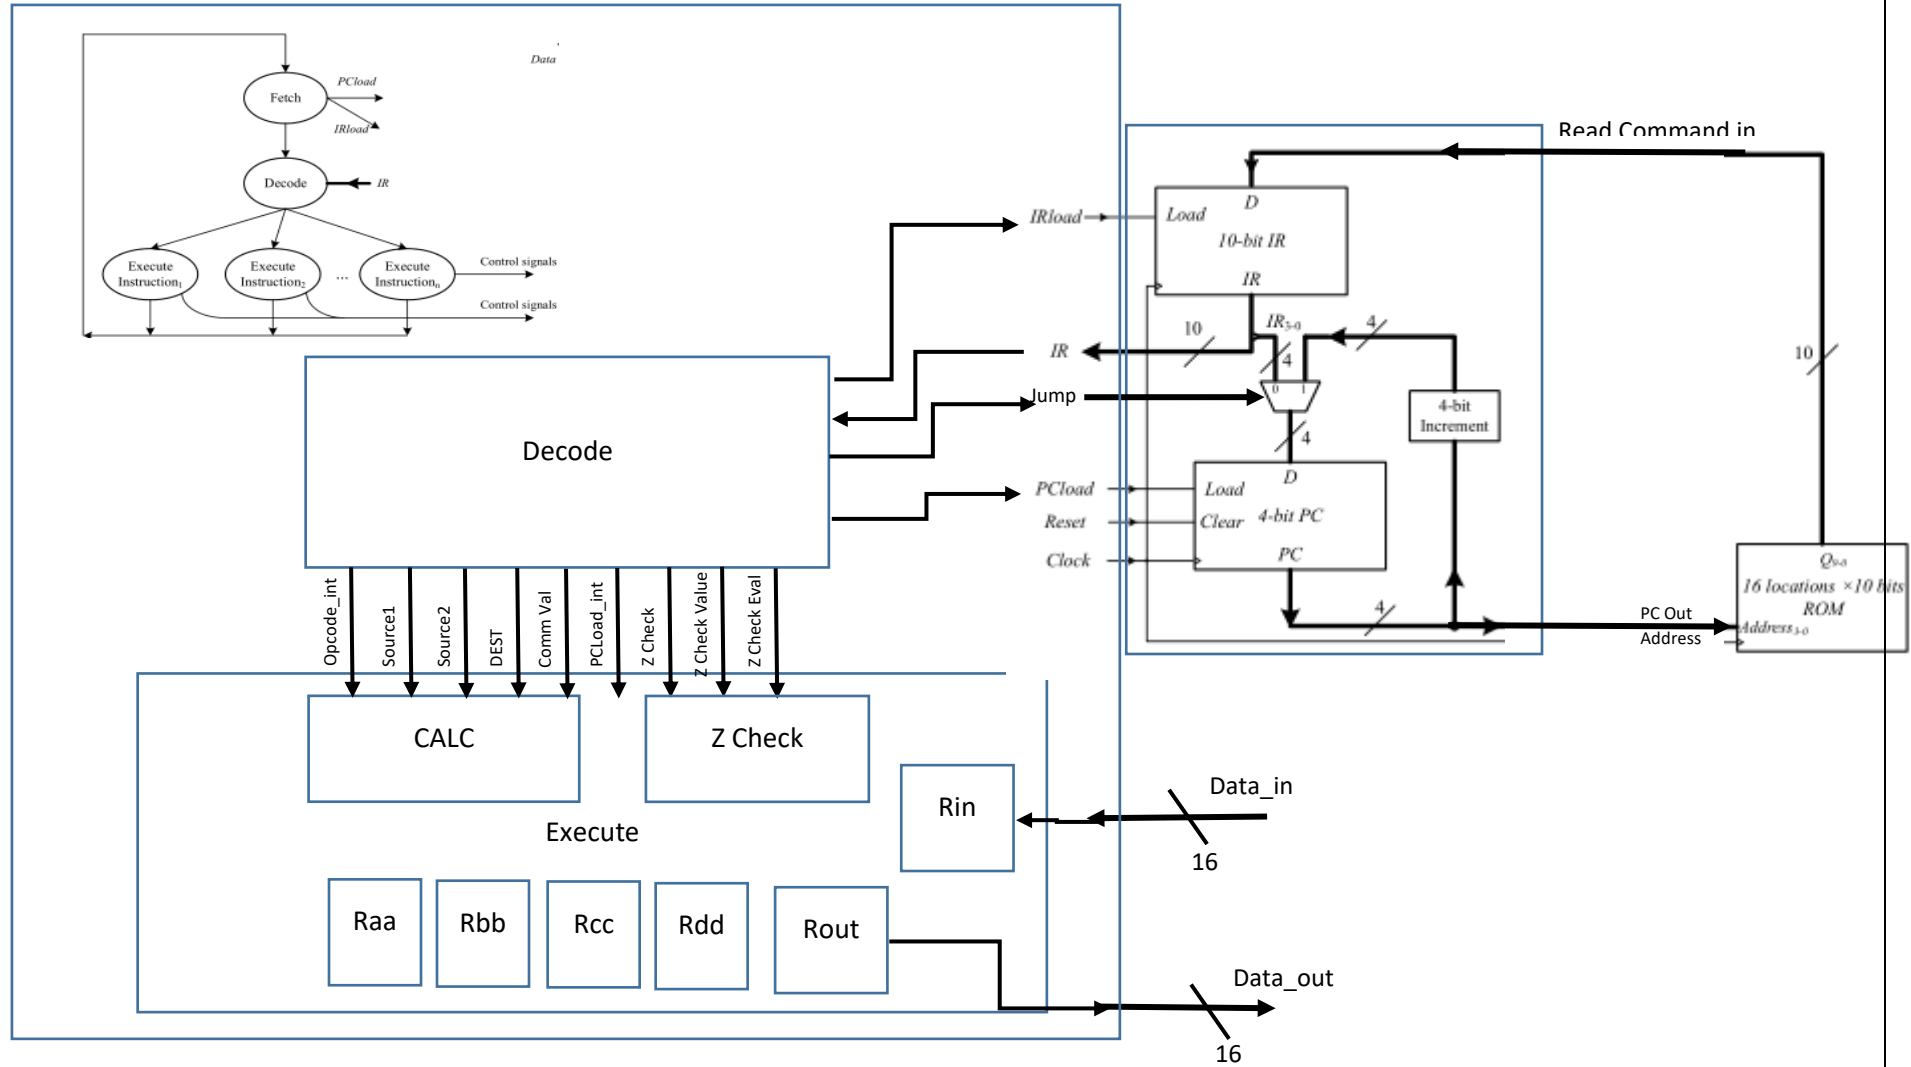 Data
Fetch
PCload
IRload
Decode
IR
Execute
Instruction1
Execute
Instruction2
...
Execute
Instructionn
Control signals
Control signals
Decode
Opcode_int
Source1
Source2
DEST
Comm Val
PCLoad_int
Z Check
Z Check Value
Z Check Eval
CALC
Z Check
Execute
Rin
Raa
Rbb
Rcc
Rdd
Rout
Data_in
16
Data_out
16
Read Command in
IRload
Load
D
10-bit IR
IR
10
IR3-0
4
4
IR
Jump
0 1
4
4-bit
Increment
PCload
Reset
Clock
D
Load
Clear
4-bit PC
PC
4
10
PC Out
Address
Q9-0
16 locations ×10 bits
ROM
Address3-0